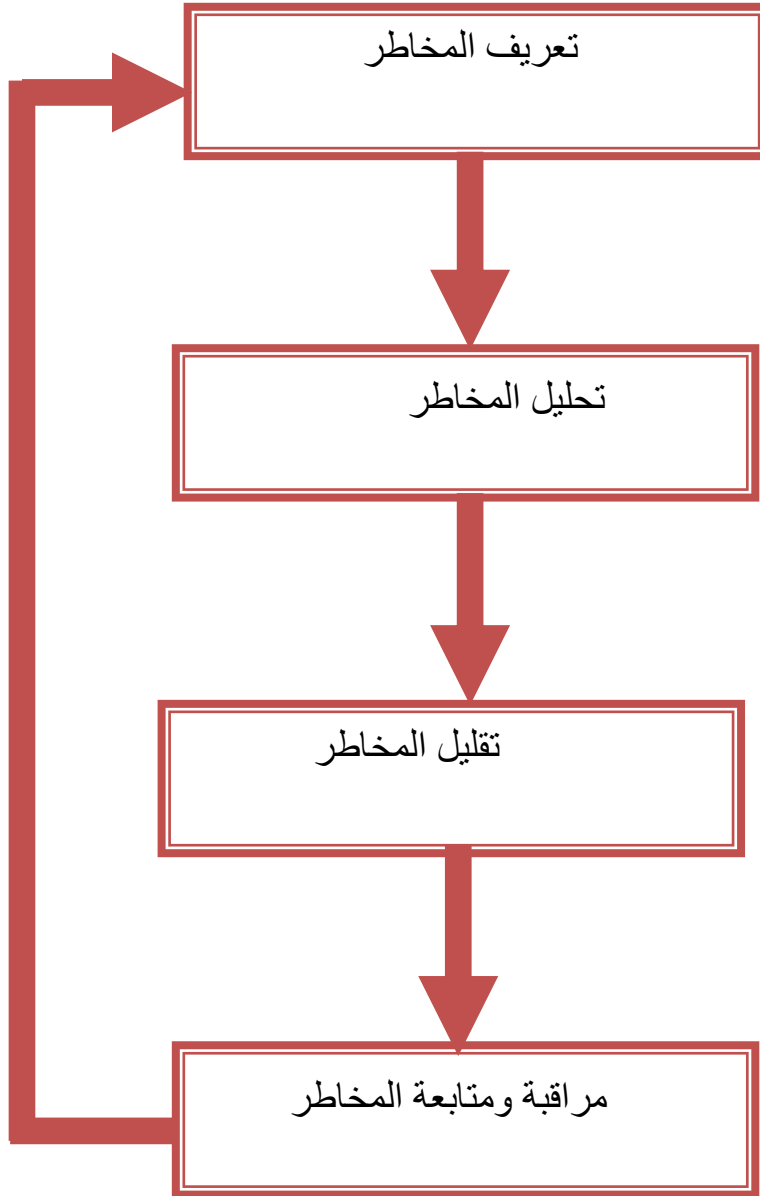 تعريف المخاطر
تحليل المخاطر
تقليل المخاطر
مراقبة ومتابعة المخاطر